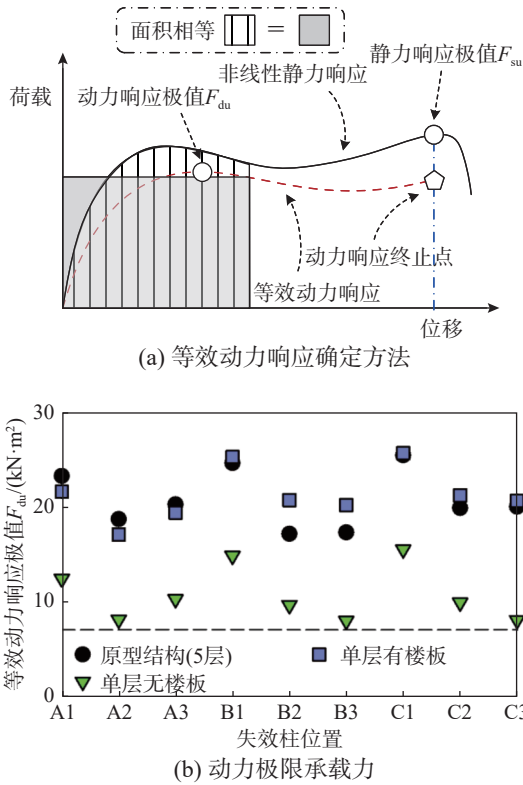 面积相等 =
静力响应极值Fsu
非线性静力响应
荷载
动力响应极值Fdu
动力响应终止点
等效动力响应
位移
(a) 等效动力响应确定方法
等效动力响应极值Fdu/(kN·m²)
30
20
10
0
原型结构(5层)
单层有楼板
单层无楼板
A1 A2 A3 B1 B2 B3 C1 C2 C3
失效柱位置
(b) 动力极限承载力